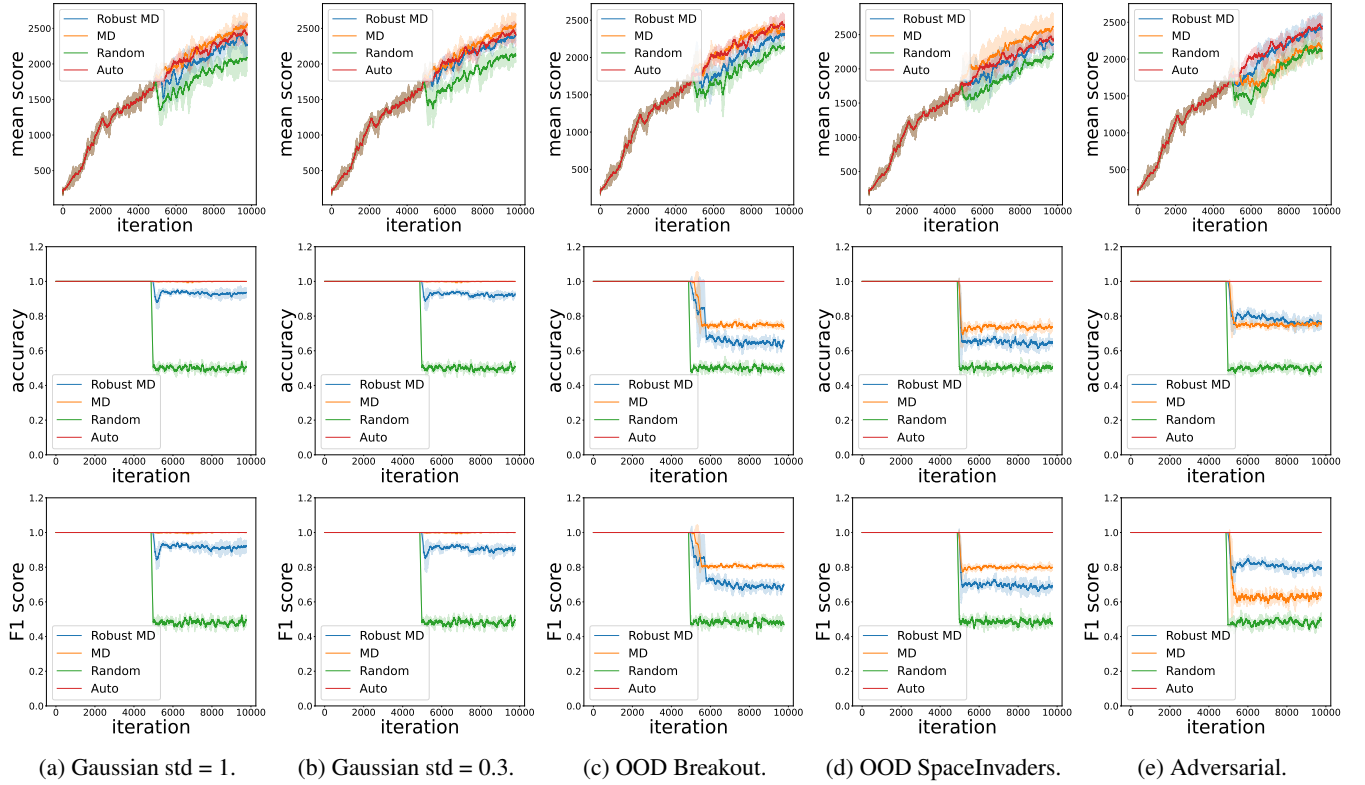 mean score
2500
2000
1500
1000
500
Robust MD
MD
Random
Auto
0 2000 4000 6000 8000 10000
iteration
mean score
2500
2000
1500
1000
500
Robust MD
MD
Random
Auto
0 2000 4000 6000 8000 10000
iteration
mean score
2500
2000
1500
1000
500
Robust MD
MD
Random
Auto
0 2000 4000 6000 8000 10000
iteration
mean score
2500
2000
1500
1000
500
Robust MD
MD
Random
Auto
0 2000 4000 6000 8000 10000
iteration
mean score
2500
2000
1500
1000
500
Robust MD
MD
Random
Auto
0 2000 4000 6000 8000 10000
iteration
accuracy
1.2
1.0
0.8
0.6
0.4
0.2
0.0
Robust MD
MD
Random
Auto
0 2000 4000 6000 8000 10000
iteration
accuracy
1.2
1.0
0.8
0.6
0.4
0.2
0.0
Robust MD
MD
Random
Auto
0 2000 4000 6000 8000 10000
iteration
accuracy
1.2
1.0
0.8
0.6
0.4
0.2
0.0
Robust MD
MD
Random
Auto
0 2000 4000 6000 8000 10000
iteration
accuracy
1.2
1.0
0.8
0.6
0.4
0.2
0.0
Robust MD
MD
Random
Auto
0 2000 4000 6000 8000 10000
iteration
accuracy
1.2
1.0
0.8
0.6
0.4
0.2
0.0
Robust MD
MD
Random
Auto
0 2000 4000 6000 8000 10000
iteration
F1 score
1.2
1.0
0.8
0.6
0.4
0.2
0.0
Robust MD
MD
Random
Auto
0 2000 4000 6000 8000 10000
iteration
F1 score
1.2
1.0
0.8
0.6
0.4
0.2
0.0
Robust MD
MD
Random
Auto
0 2000 4000 6000 8000 10000
iteration
F1 score
1.2
1.0
0.8
0.6
0.4
0.2
0.0
Robust MD
MD
Random
Auto
0 2000 4000 6000 8000 10000
iteration
F1 score
1.2
1.0
0.8
0.6
0.4
0.2
0.0
Robust MD
MD
Random
Auto
0 2000 4000 6000 8000 10000
iteration
F1 score
1.2
1.0
0.8
0.6
0.4
0.2
0.0
Robust MD
MD
Random
Auto
0 2000 4000 6000 8000 10000
iteration
(a) Gaussian std = 1.
(b) Gaussian std = 0.3.
(c) OOD Breakout.
(d) OOD SpaceInvaders.
(e) Adversarial.